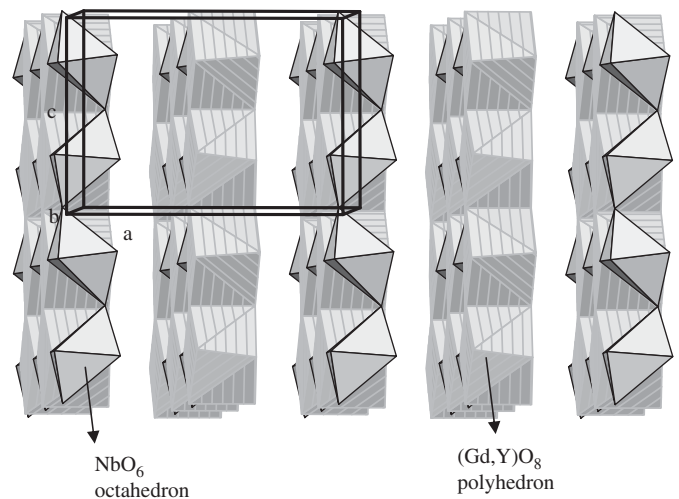 c
b
a
NbO₆
octahedron
(Gd,Y)O₈
polyhedron